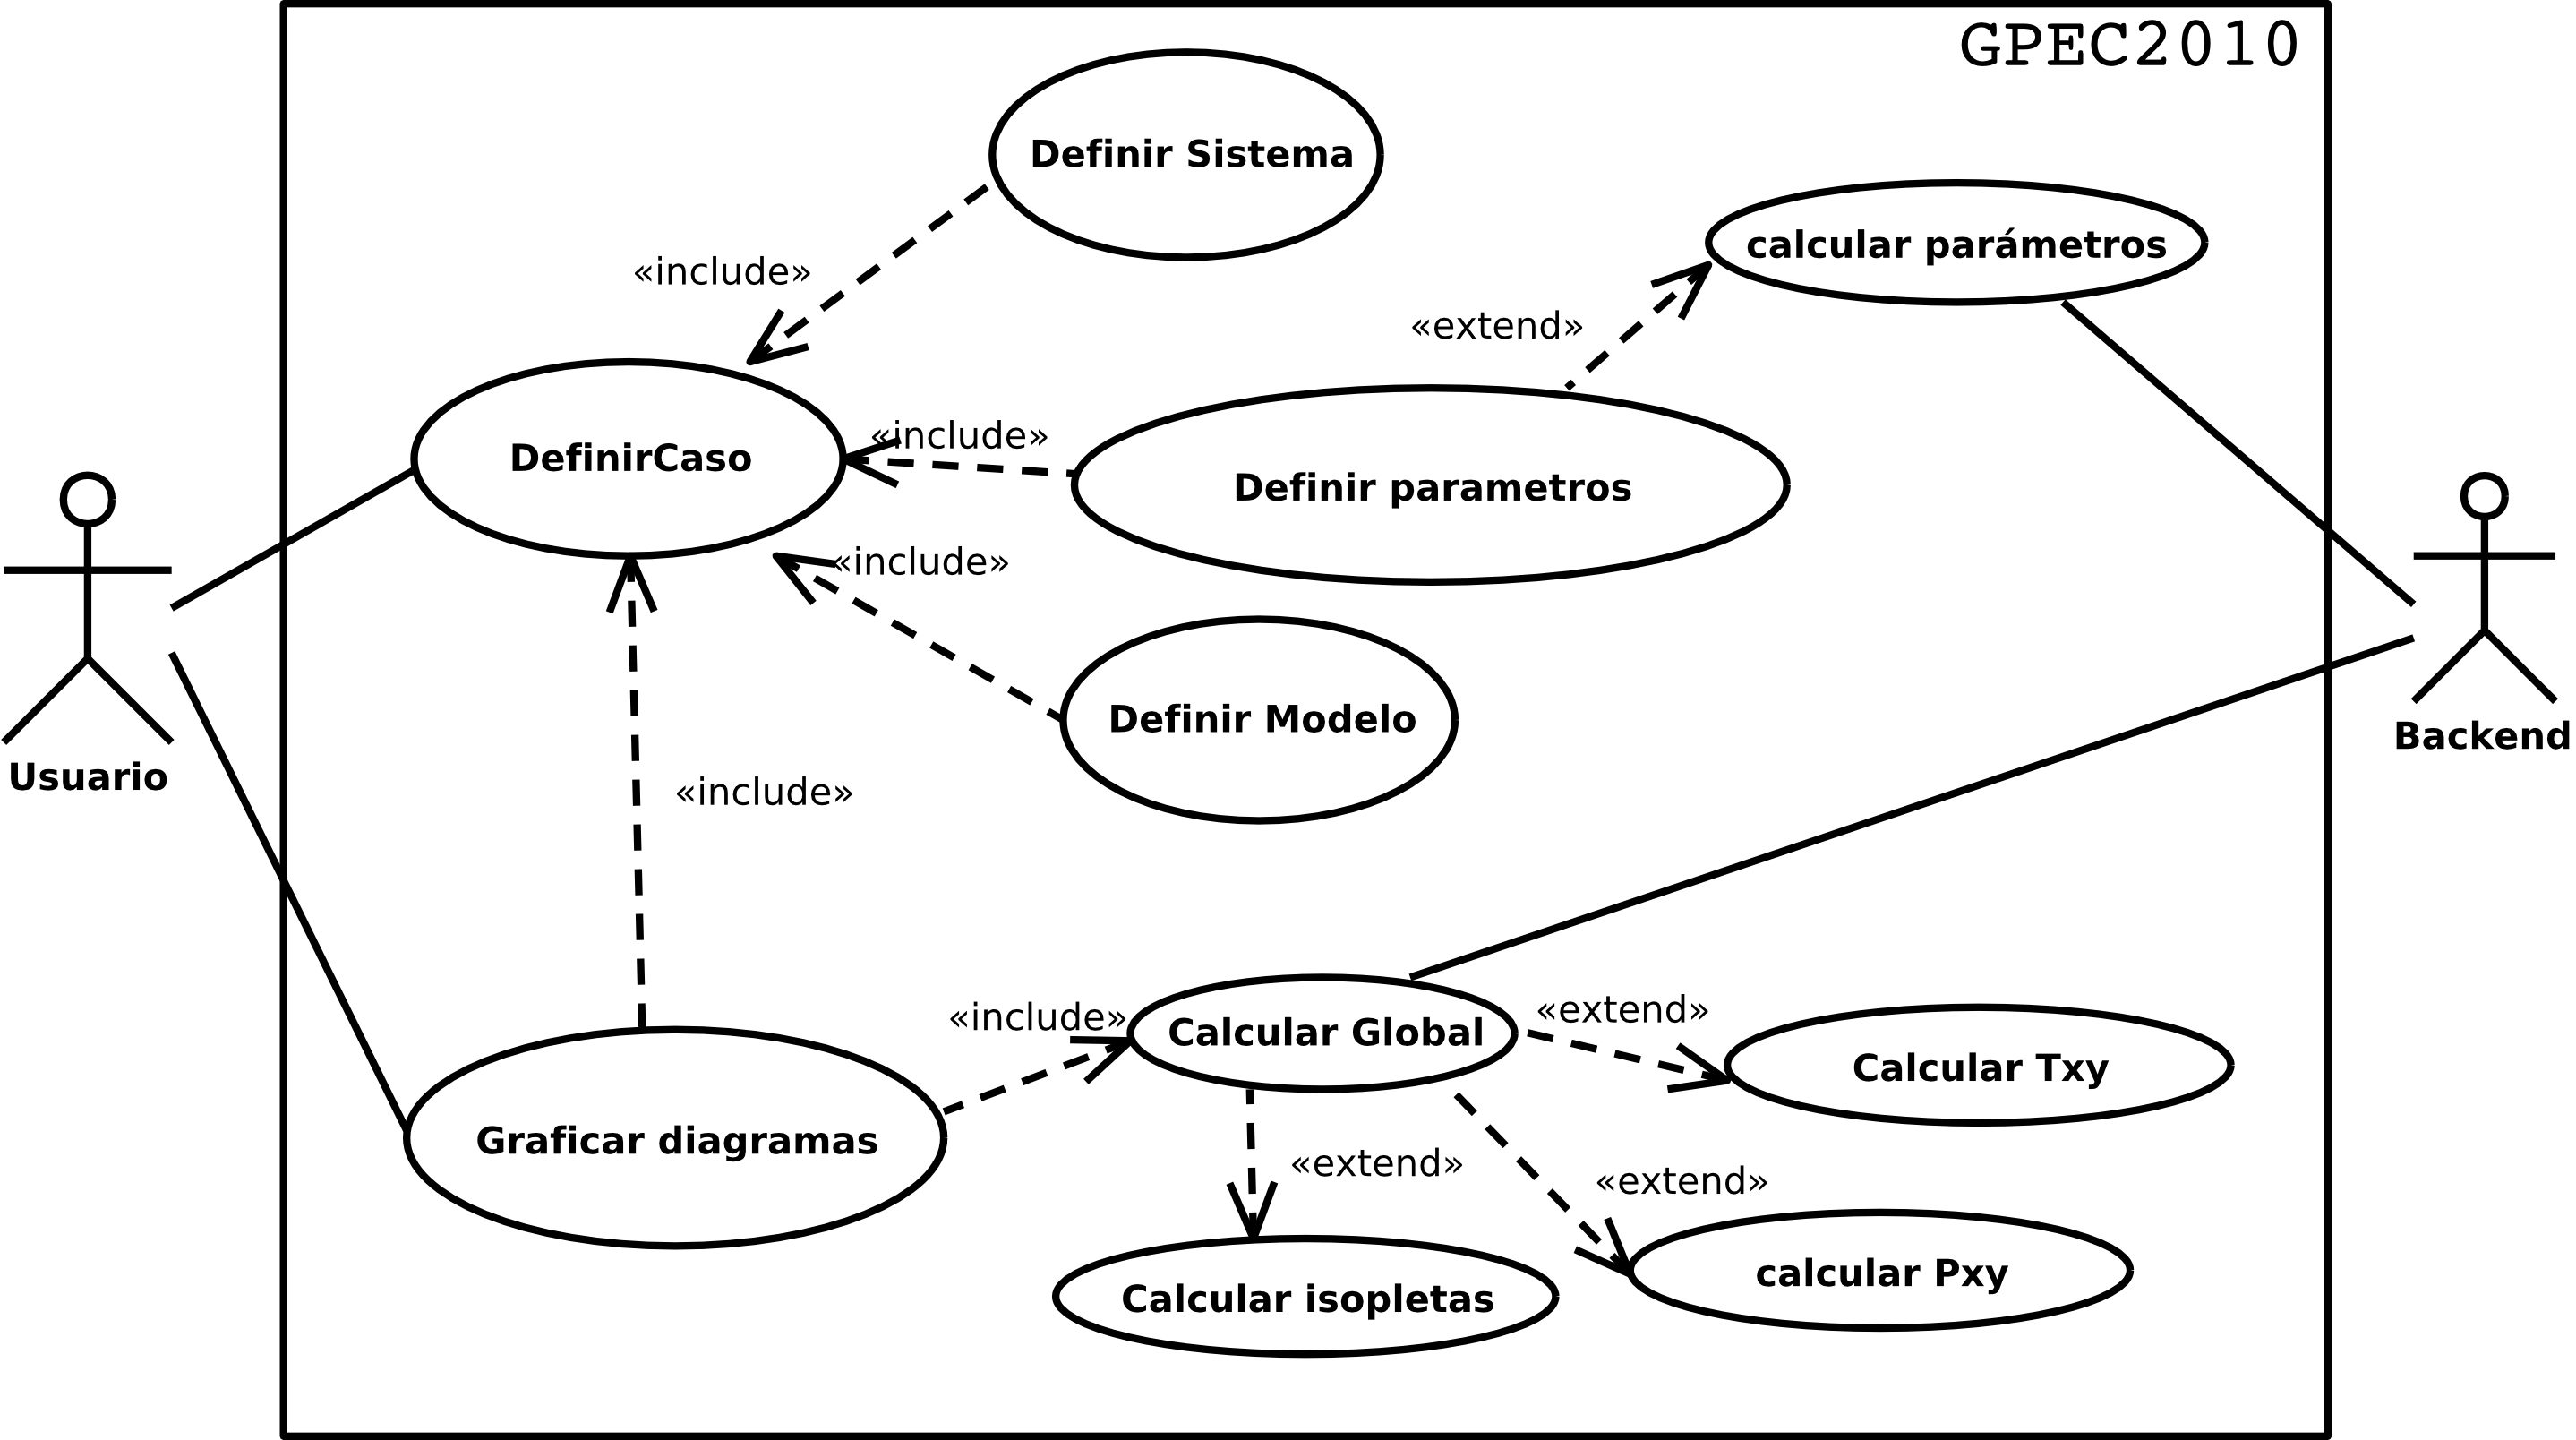 GPEC2010
Definir Sistema
calcular parámetros
«include»
«extend»
«include»
DefinirCaso
Definir parametros
«include»
Definir Modelo
Usuario
Backend
«include»
«include»
Calcular Global
«extend»
Calcular Txy
Graficar diagramas
«extend»
«extend»
Calcular isopletas
calcular Pxy